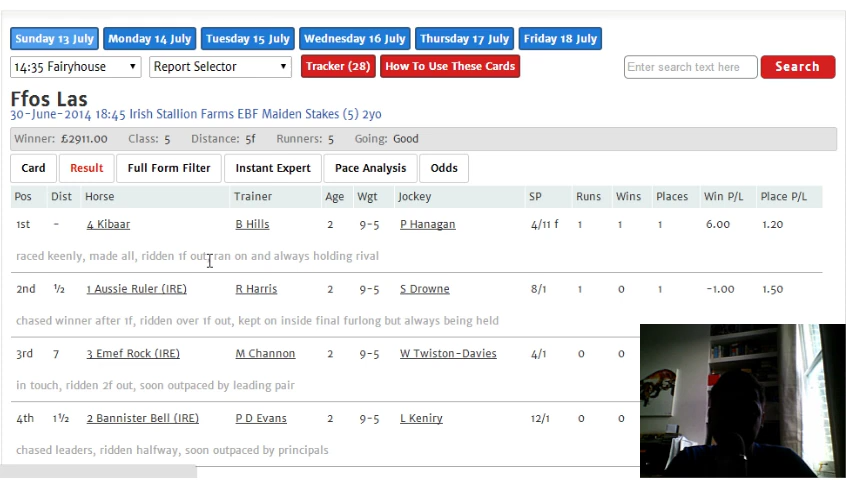 Sunday 13 July Monday 14 July Tuesday 15 July Wednesday 16 July Thursday 17 July Friday 18 July
14:35 Fairyhouse Report Selector Tracker (28) How To Use These Cards Enter search text here Search
Ffos Las
30-June-2014 18:45 Irish Stallion Farms EBF Maiden Stakes (5) 2yo
Winner: £2911.00 Class: 5 Distance: 5f Runners: 5 Going: Good
Card Result Full Form Filter Instant Expert Pace Analysis Odds
Pos Dist Horse Trainer Age Wgt Jockey SP Runs Wins Places Win P/L Place P/L
1st - 4 Kibaar B Hills 2 9-5 P Hanagan 4/11 f 1 1 1 6.00 1.20
raced keenly, made all, ridden 1f out, ran on and always holding rival
2nd ½ 1 Aussie Ruler (IRE) R Harris 2 9-5 S Drowne 8/1 1 0 1 -1.00 1.50
chased winner after 1f, ridden over 1f out, kept on inside final furlong but always being held
3rd 7 3 Emef Rock (IRE) M Channon 2 9-5 W Twiston-Davies 4/1 0 0
in touch, ridden 2f out, soon outpaced by leading pair
4th 1½ 2 Bannister Bell (IRE) P D Evans 2 9-5 L Keniry 12/1 0 0
chased leaders, ridden halfway, soon outpaced by principals